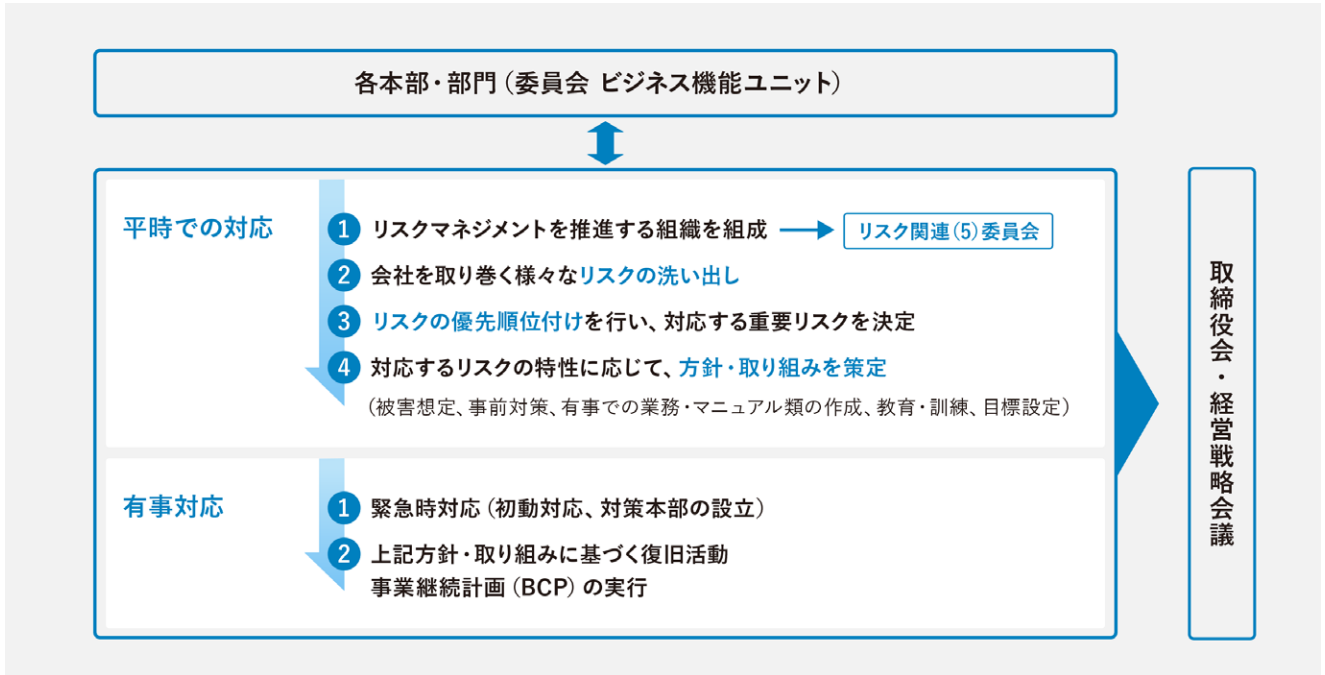 各本部・部門（委員会 ビジネス機能ユニット）
平時での対応
1 リスクマネジメントを推進する組織を組成
リスク関連（5）委員会
2 会社を取り巻く様々なリスクの洗い出し
3 リスクの優先順位付けを行い、対応する重要リスクを決定
4 対応するリスクの特性に応じて、方針・取り組みを策定
（被害想定、事前対策、有事での業務・マニュアル類の作成、教育・訓練、目標設定）
有事対応
1 緊急時対応（初動対応、対策本部の設立）
2 上記方針・取り組みに基づく復旧活動
事業継続計画（BCP）の実行
取締役会・経営戦略会議